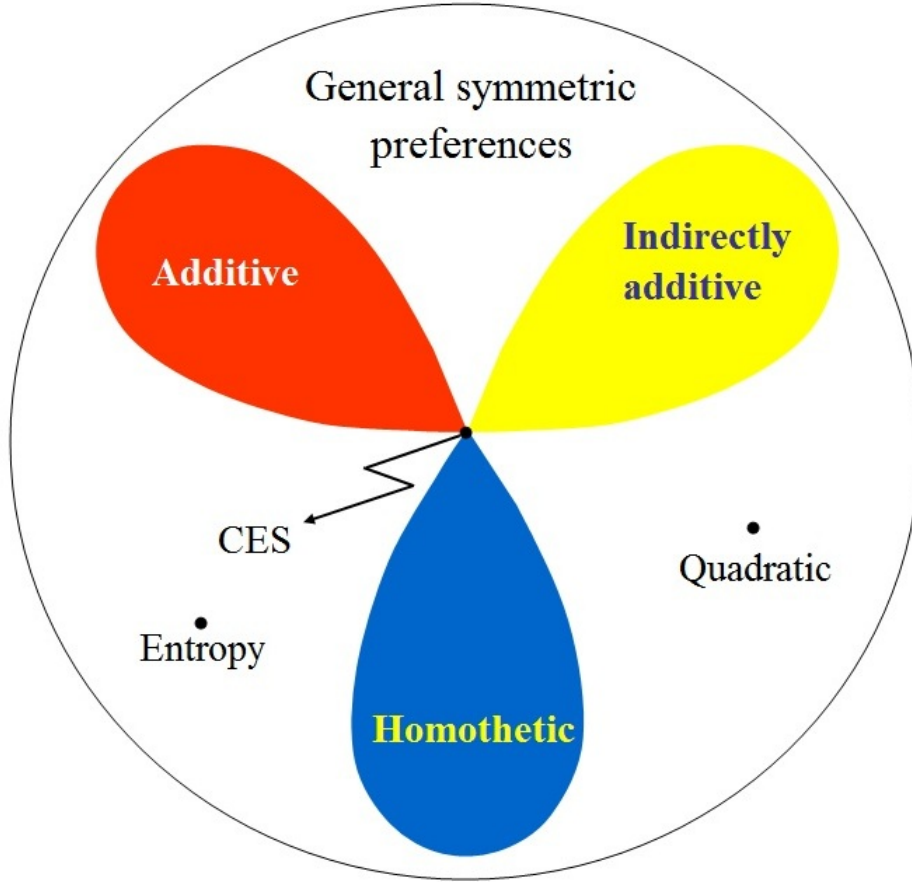 General symmetric
preferences
Additive
Indirectly
additive
CES
Quadratic
Entropy
Homothetic